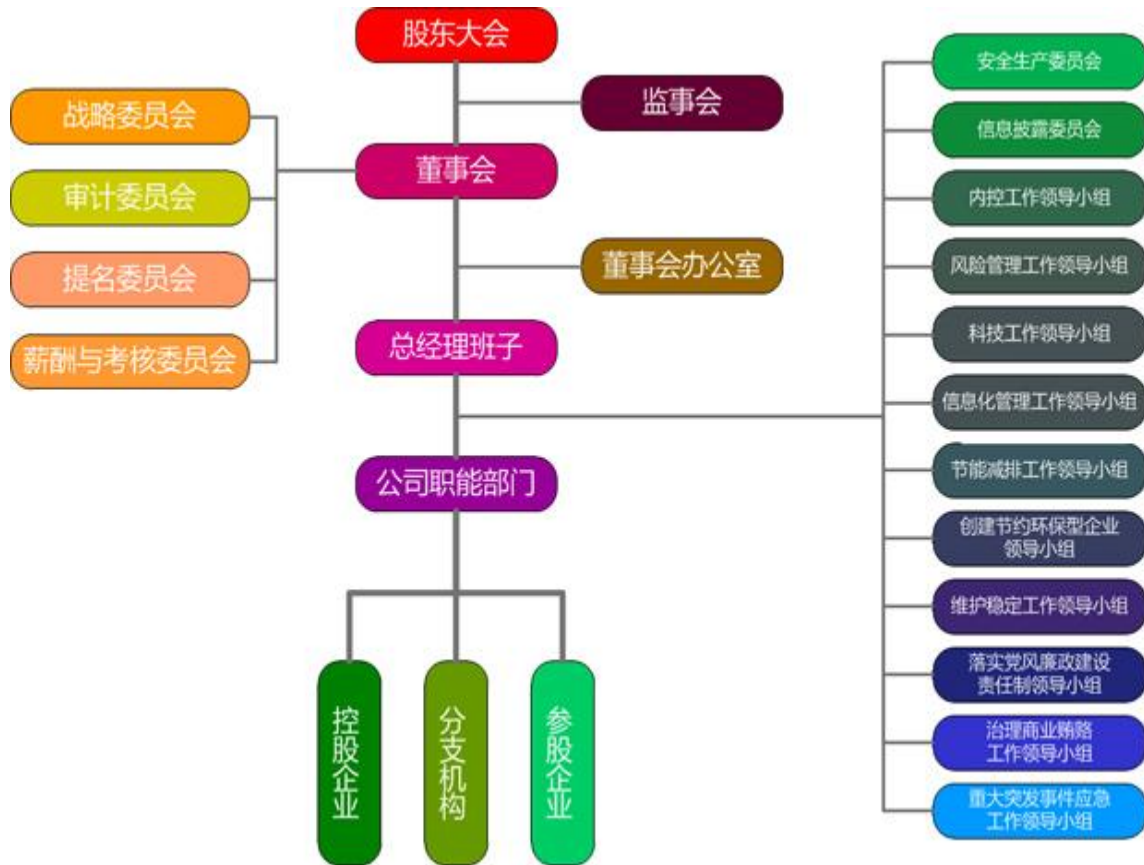 股东大会
监事会
董事会
战略委员会
审计委员会
提名委员会
薪酬与考核委员会
董事会办公室
总经理班子
公司职能部门
控股企业
分支机构
参股企业
安全生产委员会
信息披露委员会
内控工作领导小组
风险管理工作领导小组
科技工作领导小组
信息化管理工作领导小组
节能减排工作领导小组
创建节约环保型企业
领导小组
维护稳定工作领导小组
落实党风廉政建设
责任制领导小组
治理商业贿赂
工作领导小组
重大突发事件应急
工作领导小组